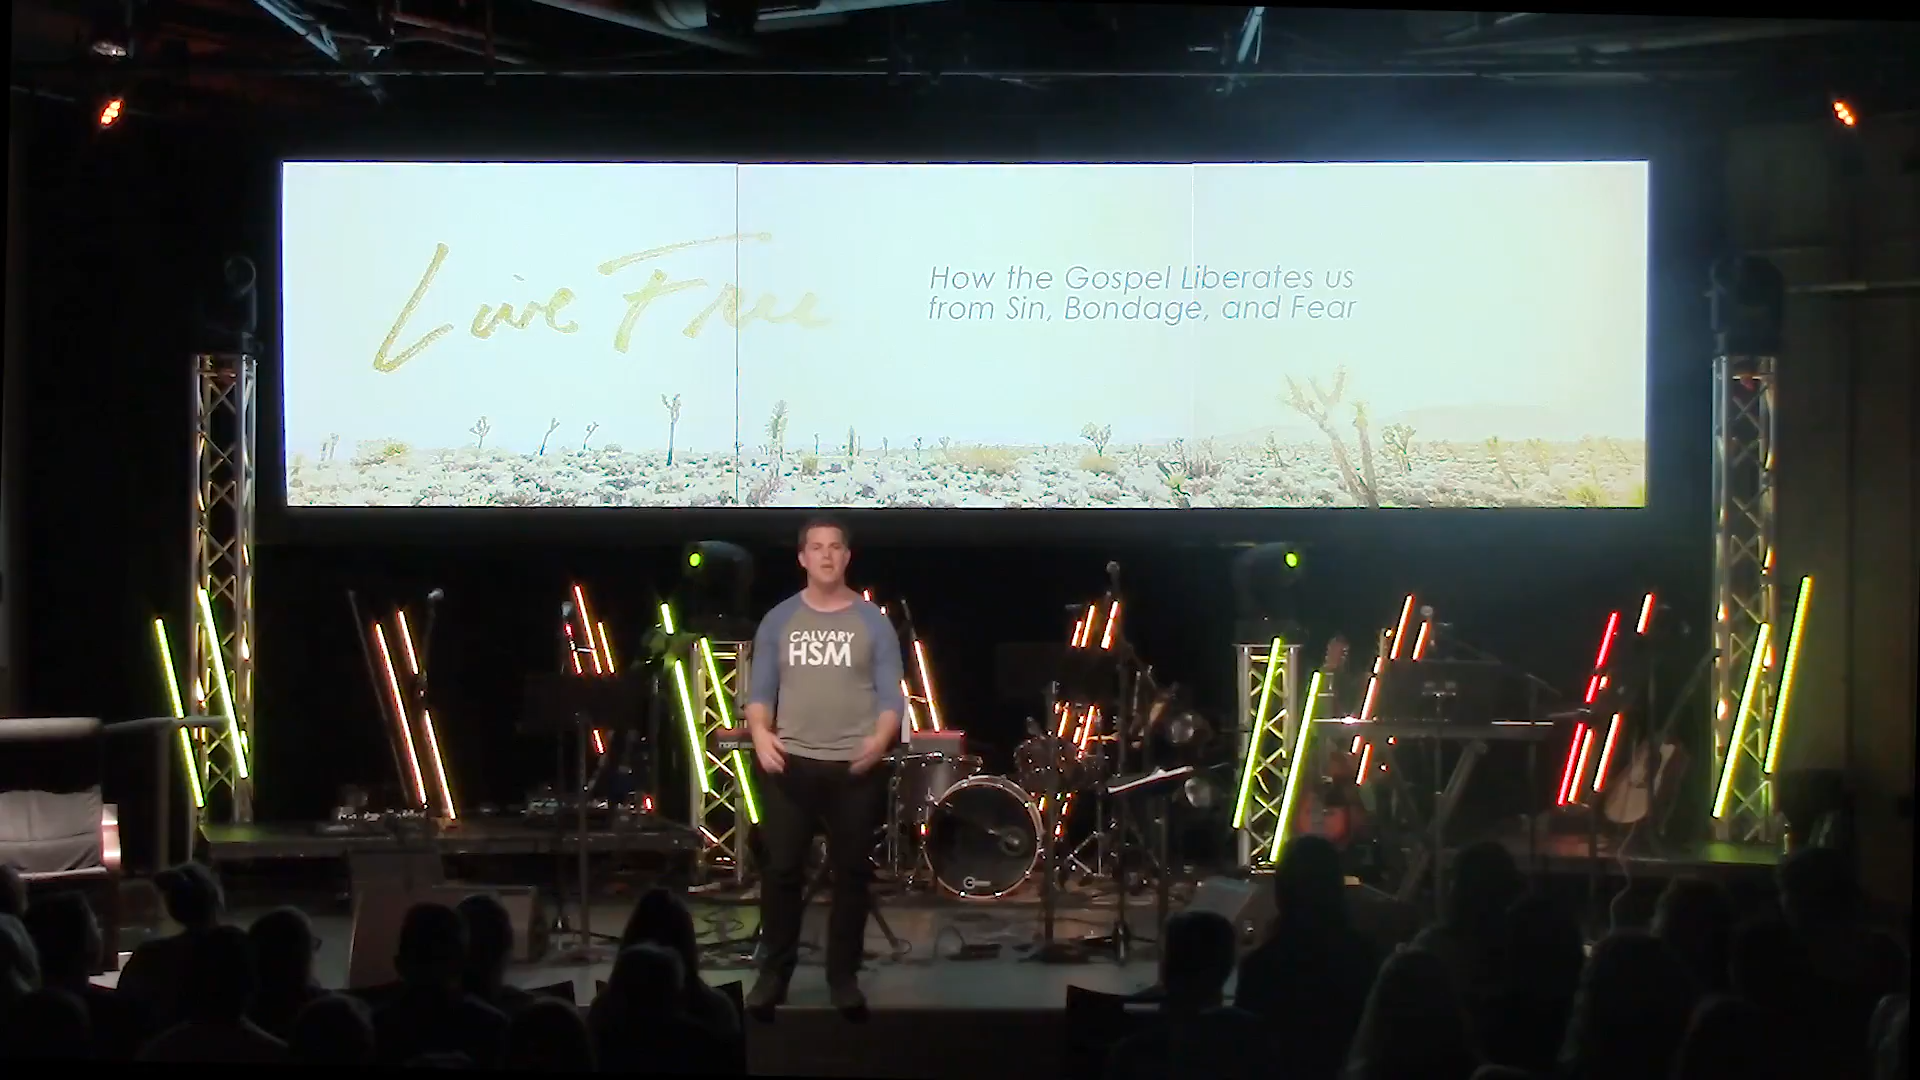 Live Free
How the Gospel Liberates us
from Sin, Bondage, and Fear
CALVARY
HSM